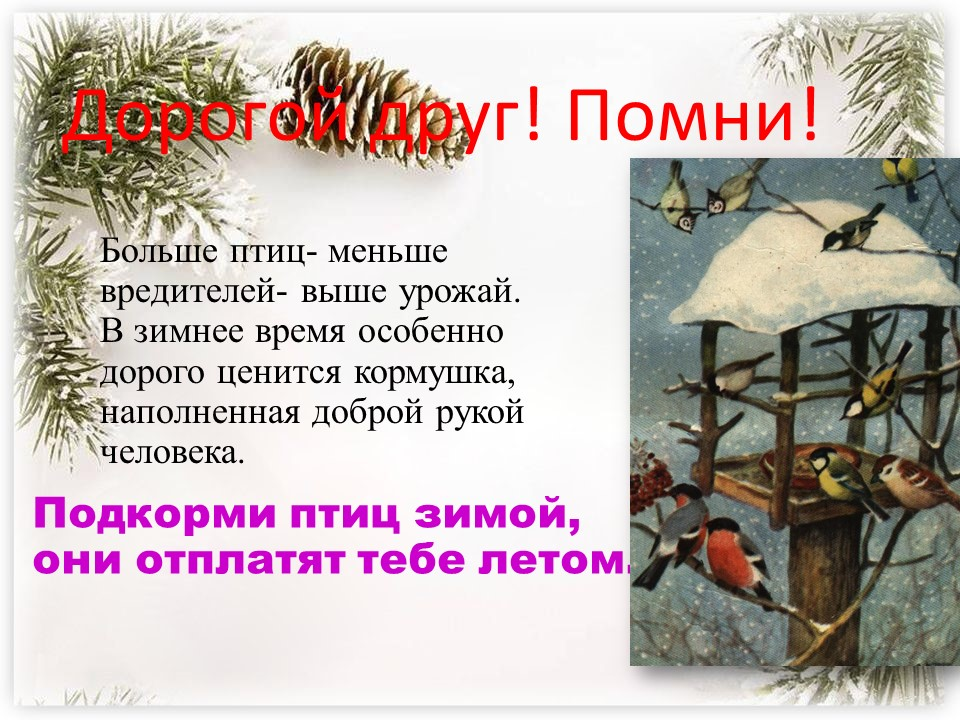 Дорогой друг! Помни!
Больше птиц- меньше
вредителей- выше урожай.
В зимнее время особенно
дорого ценится кормушка,
наполненная доброй рукой
человека.
Подкорми птиц зимой,
они отплатят тебе летом.